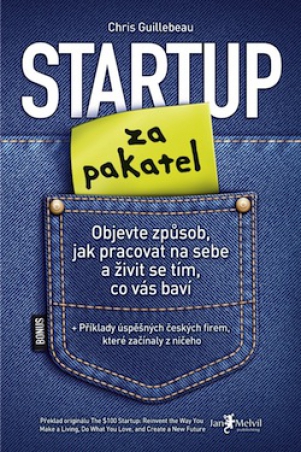 Chris Guillebeau
STARTUP
za
pakatel
Objevte způsob,
jak pracovat na sebe
a živit se tím,
co vás baví
+ Příklady úspěšných českých firem,
které začínaly z ničeho
BONUS
Překlad originálu The $100 Startup: Reinvent the Way You
Make a Living, Do What You Love, and Create a New Future
Jan Melvil
publishing